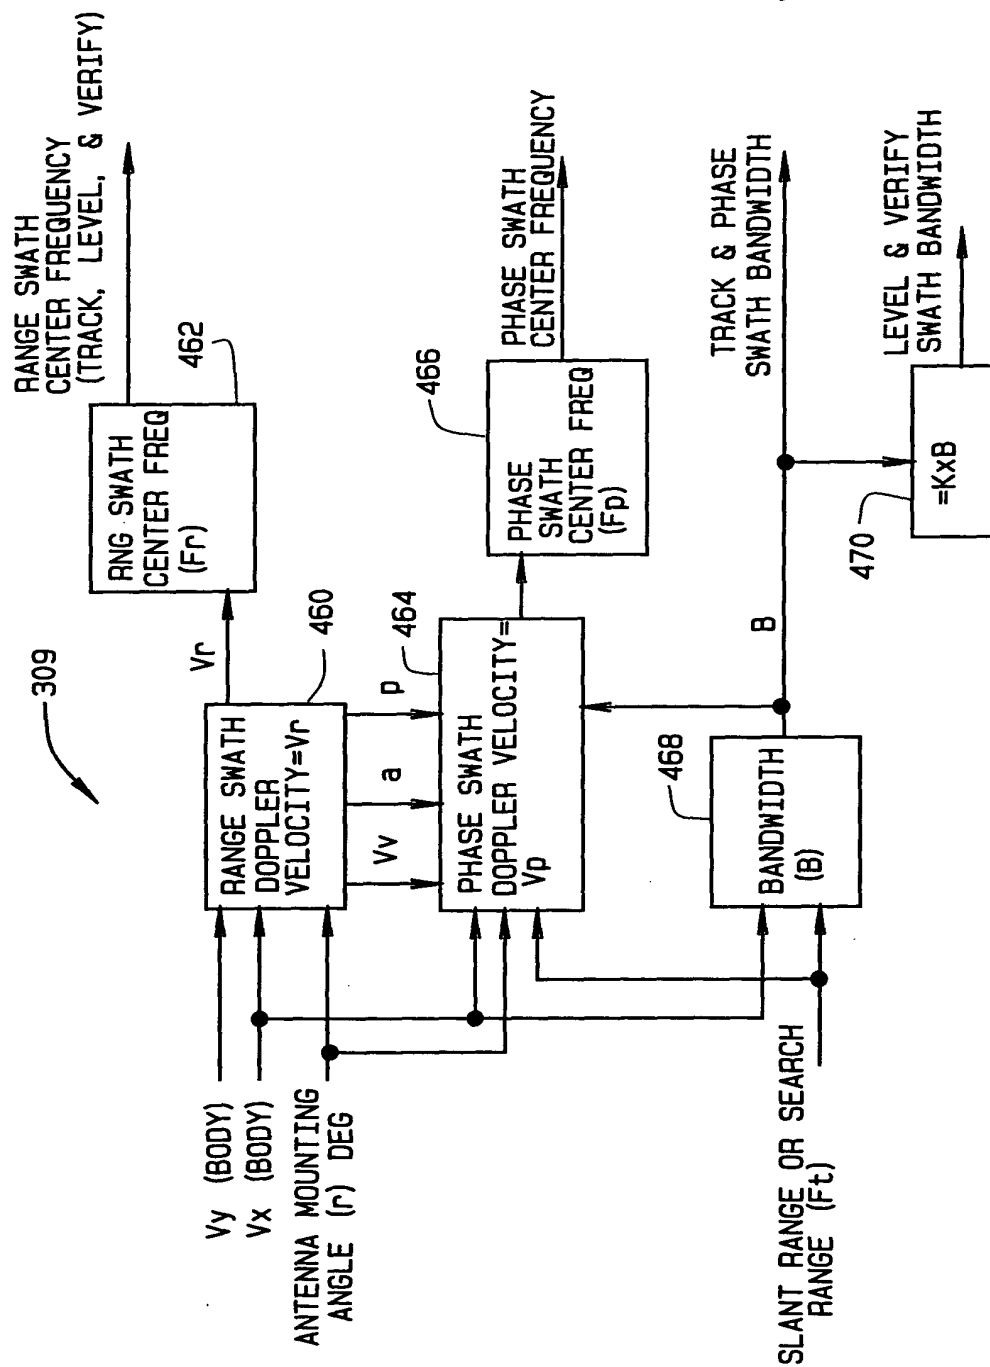 309
Vy (BODY)
Vx (BODY)
ANTENNA MOUNTING
ANGLE (r) DEG
SLANT RANGE OR SEARCH
RANGE (Ft)
RANGE SWATH
DOPPLER
VELOCITY=Vr
460
Vr
RNG SWATH
CENTER FREQ
(Fr)
462
RANGE SWATH
CENTER FREQUENCY
(TRACK, LEVEL, & VERIFY)
Vv
a
p
PHASE SWATH
DOPPLER VELOCITY=
Vp
464
PHASE
SWATH
CENTER FREQ
(Fp)
466
PHASE SWATH
CENTER FREQUENCY
BANDWIDTH
(B)
468
B
TRACK & PHASE
SWATH BANDWIDTH
=KxB
470
LEVEL & VERIFY
SWATH BANDWIDTH